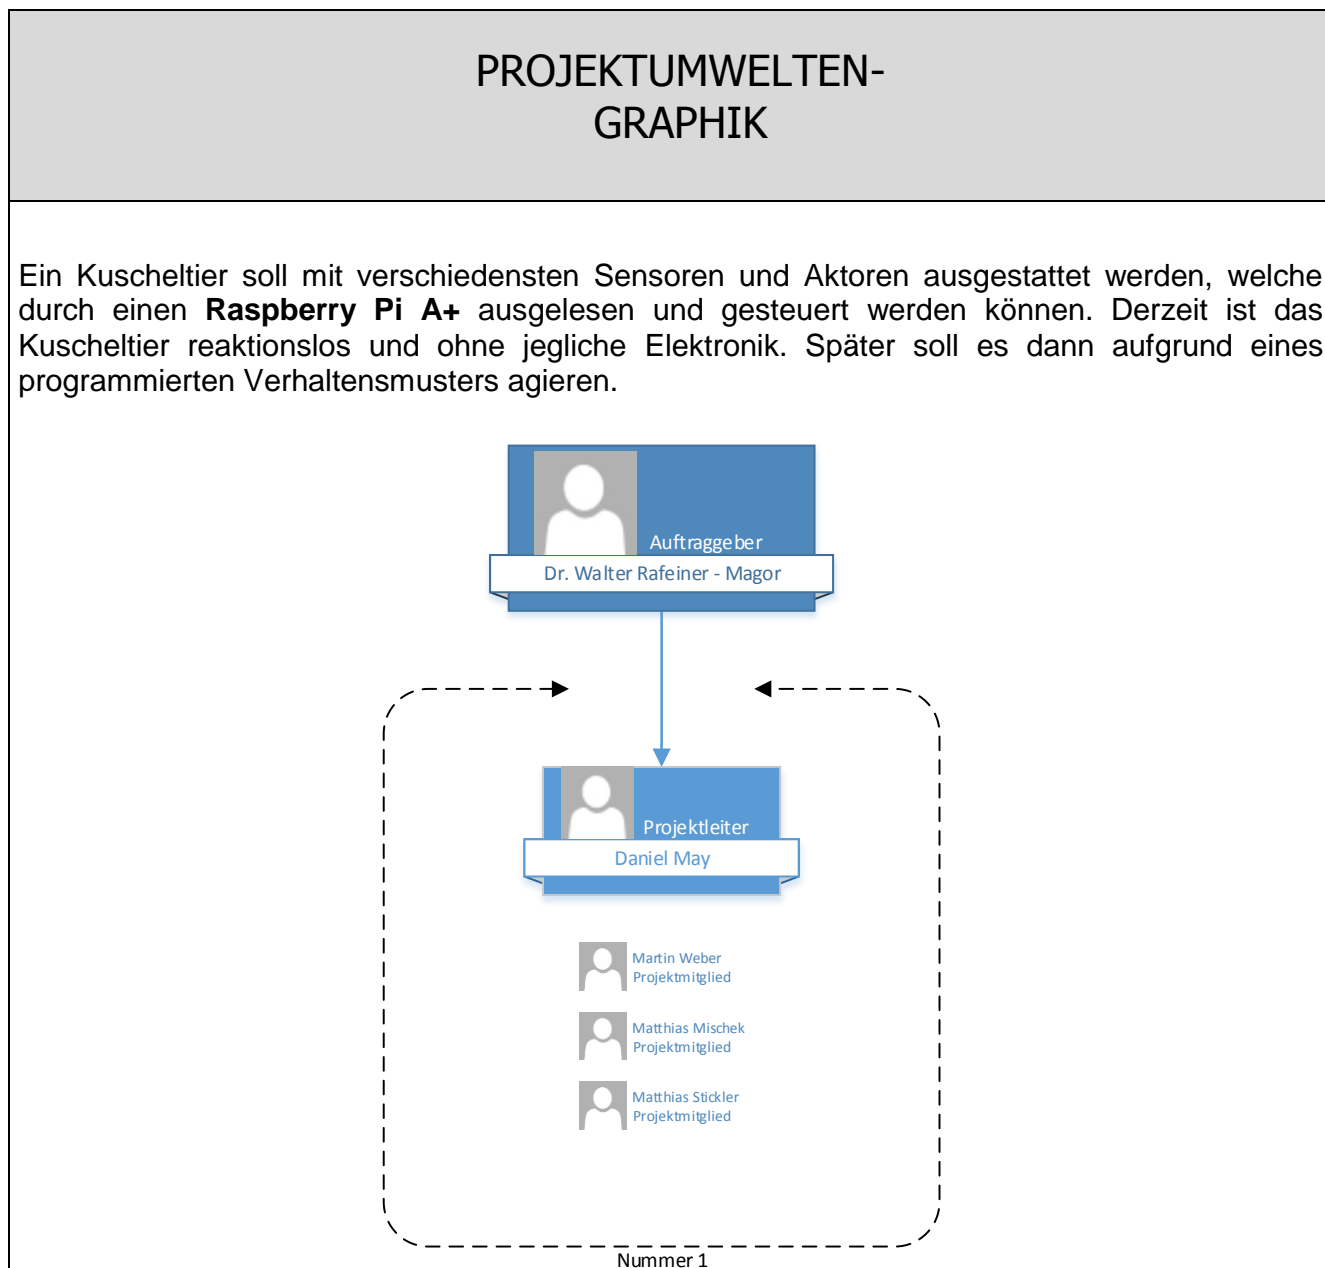 PROJEKTUMWELTEN-
GRAPHIK
Ein Kuscheltier soll mit verschiedensten Sensoren und Aktoren ausgestattet werden, welche
durch einen Raspberry Pi A+ ausgelesen und gesteuert werden können. Derzeit ist das
Kuscheltier reaktionslos und ohne jegliche Elektronik. Später soll es dann aufgrund eines
programmierten Verhaltensmusters agieren.
Auftraggeber
Dr. Walter Rafeiner - Magor
Projektleiter
Daniel May
Martin Weber
Projektmitglied
Matthias Mischek
Projektmitglied
Matthias Stickler
Projektmitglied
Nummer 1